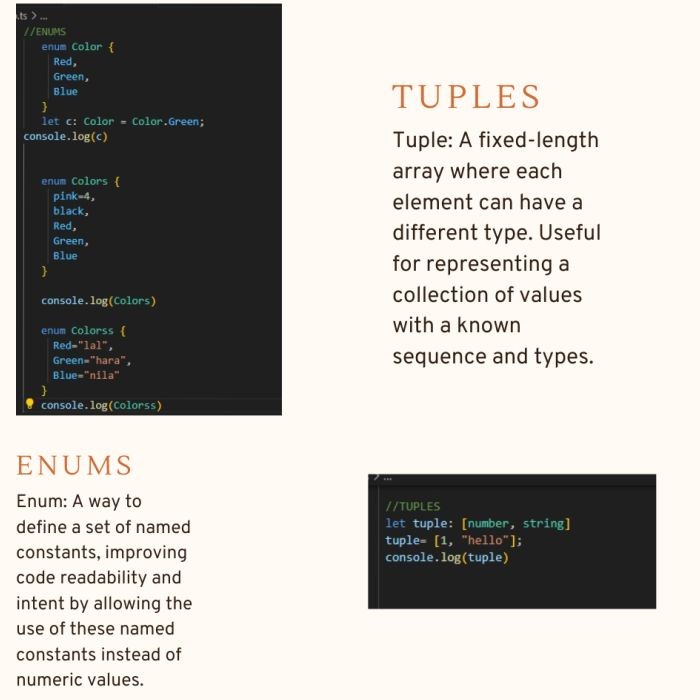 .ts > ...
//ENUMS
enum Color {
Red,
Green,
Blue
}
let c: Color = Color.Green;
console.log(c)
enum Colors {
pink=4,
black,
Red,
Green,
Blue
}
console.log(Colors)
enum Colorss {
Red="lal",
Green="hara",
Blue="nila"
}
console.log(Colorss)
ENUMS
Enum: A way to
define a set of named
constants, improving
code readability and
intent by allowing the
use of these named
constants instead of
numeric values.
TUPLES
Tuple: A fixed-length
array where each
element can have a
different type. Useful
for representing a
collection of values
with a known
sequence and types.
> ...
//TUPLES
let tuple: [number, string]
tuple= [1, "hello"];
console.log(tuple)